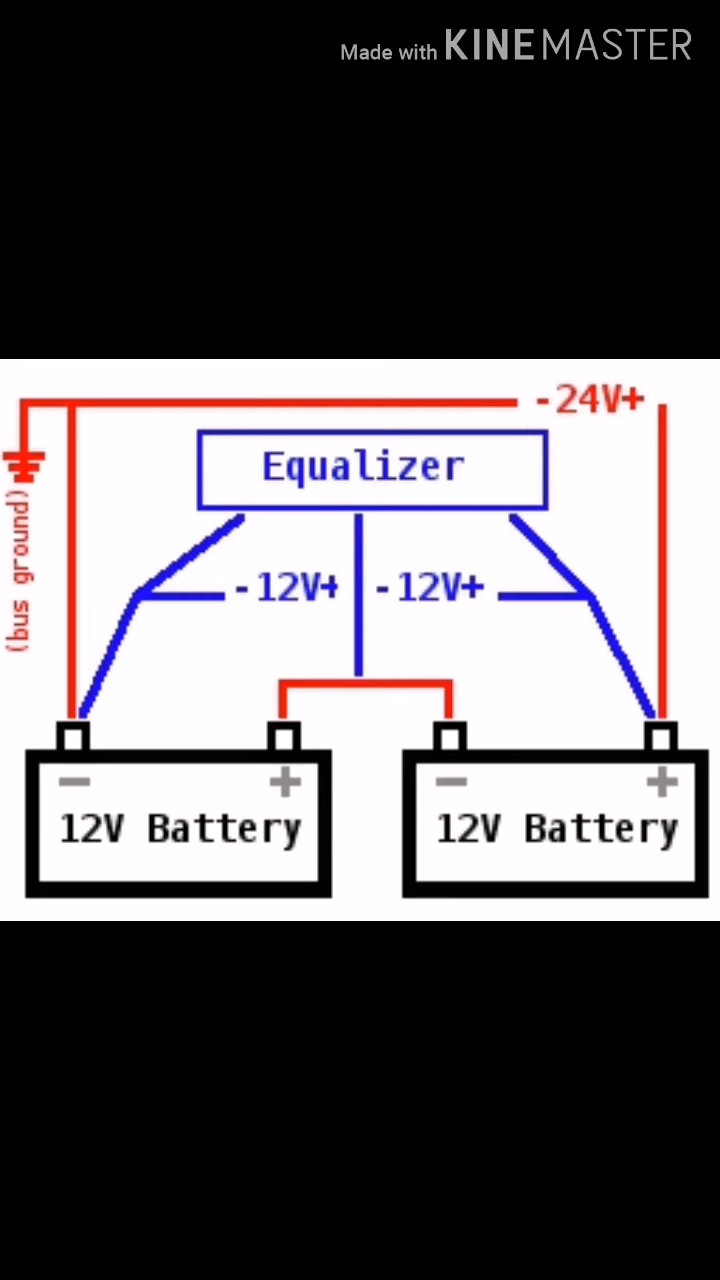 Made with KINEMASTER
-24V+
Equalizer
(bus ground)
-12V+ -12V+
- + - +
12V Battery 12V Battery